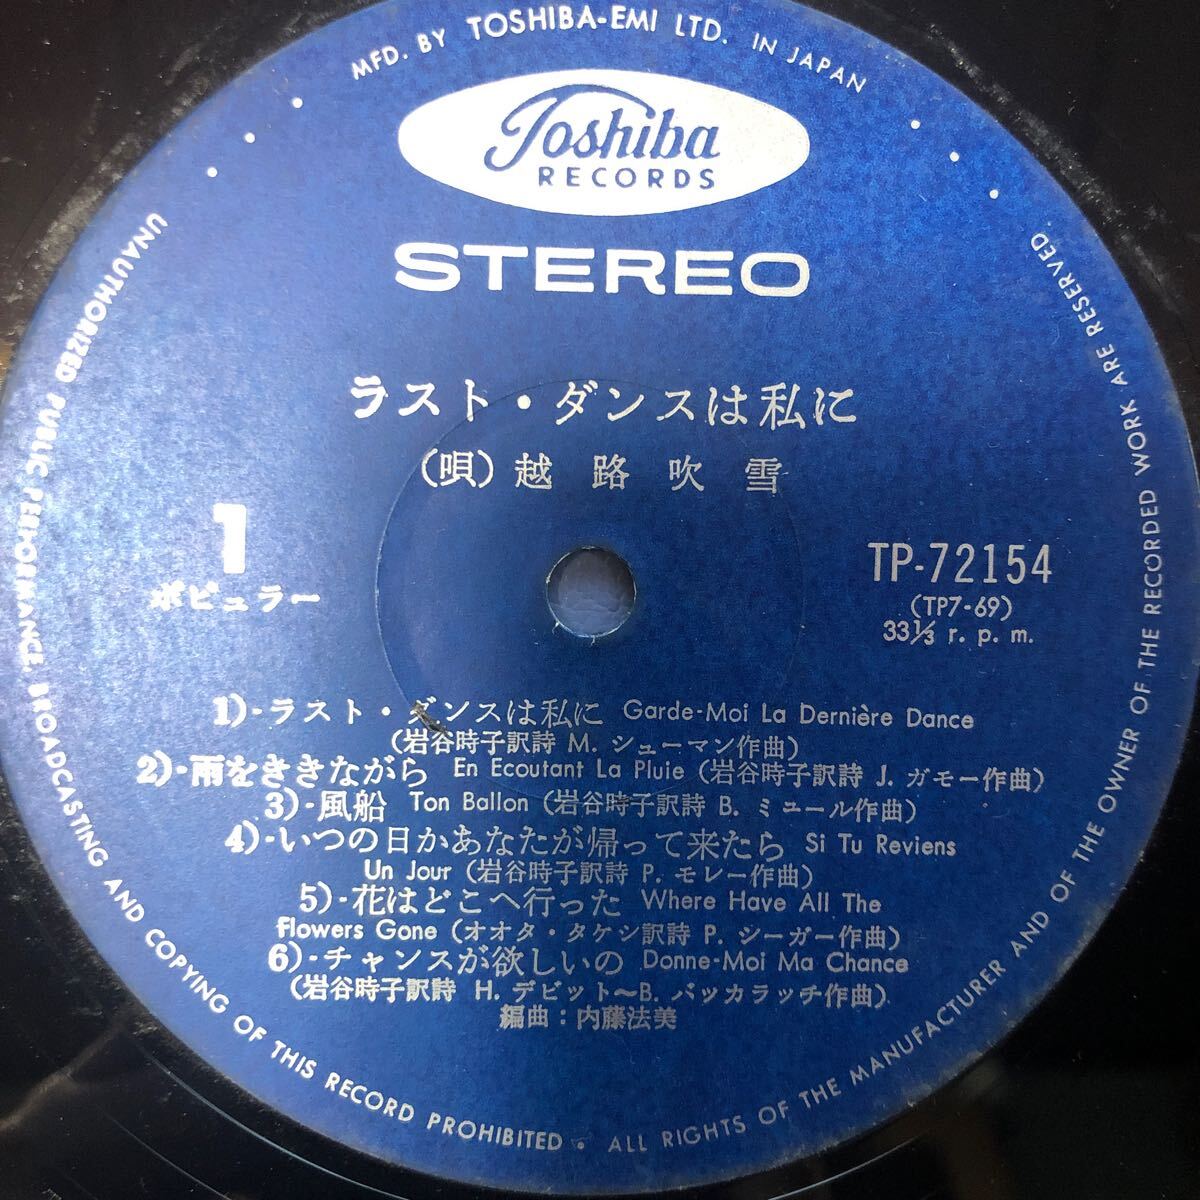 MFD. BY TOSHIBA-EMI LTD. IN JAPAN
Toshiba
RECORDS
STEREO
ラスト・ダンスは私に
(唄) 越路吹雪
1
ポピュラー
TP-72154
(TP7-69)
33⅓ r. p. m.
1)-ラスト・ダンスは私に Garde-Moi La Dernière Dance
(岩谷時子訳詩 M. シューマン作曲)
2)-雨をききながら En Ecoutant La Pluie (岩谷時子訳詩 J. ガモー作曲)
3)-風船 Ton Ballon (岩谷時子訳詩 B. ミニール作曲)
4)-いつの日かあなたが帰って来たら Si Tu Reviens
Un Jour (岩谷時子訳詩 P. モレー作曲)
5)-花はどこへ行った Where Have All The
Flowers Gone (オオタ・タケシ訳詩 P. シーガー作曲)
6)-チャンスが欲しいの Donne-Moi Ma Chance
(岩谷時子訳詩 H. デビット〜B. バッカラッチ作曲)
編曲：内藤法美
UNAUTHORIZED PUBLIC PERFORMANCE, BROADCASTING AND COPYING OF THIS RECORD PROHIBITED • ALL RIGHTS OF THE MANUFACTURER AND OF THE OWNER OF THE RECORDED WORK ARE RESERVED.